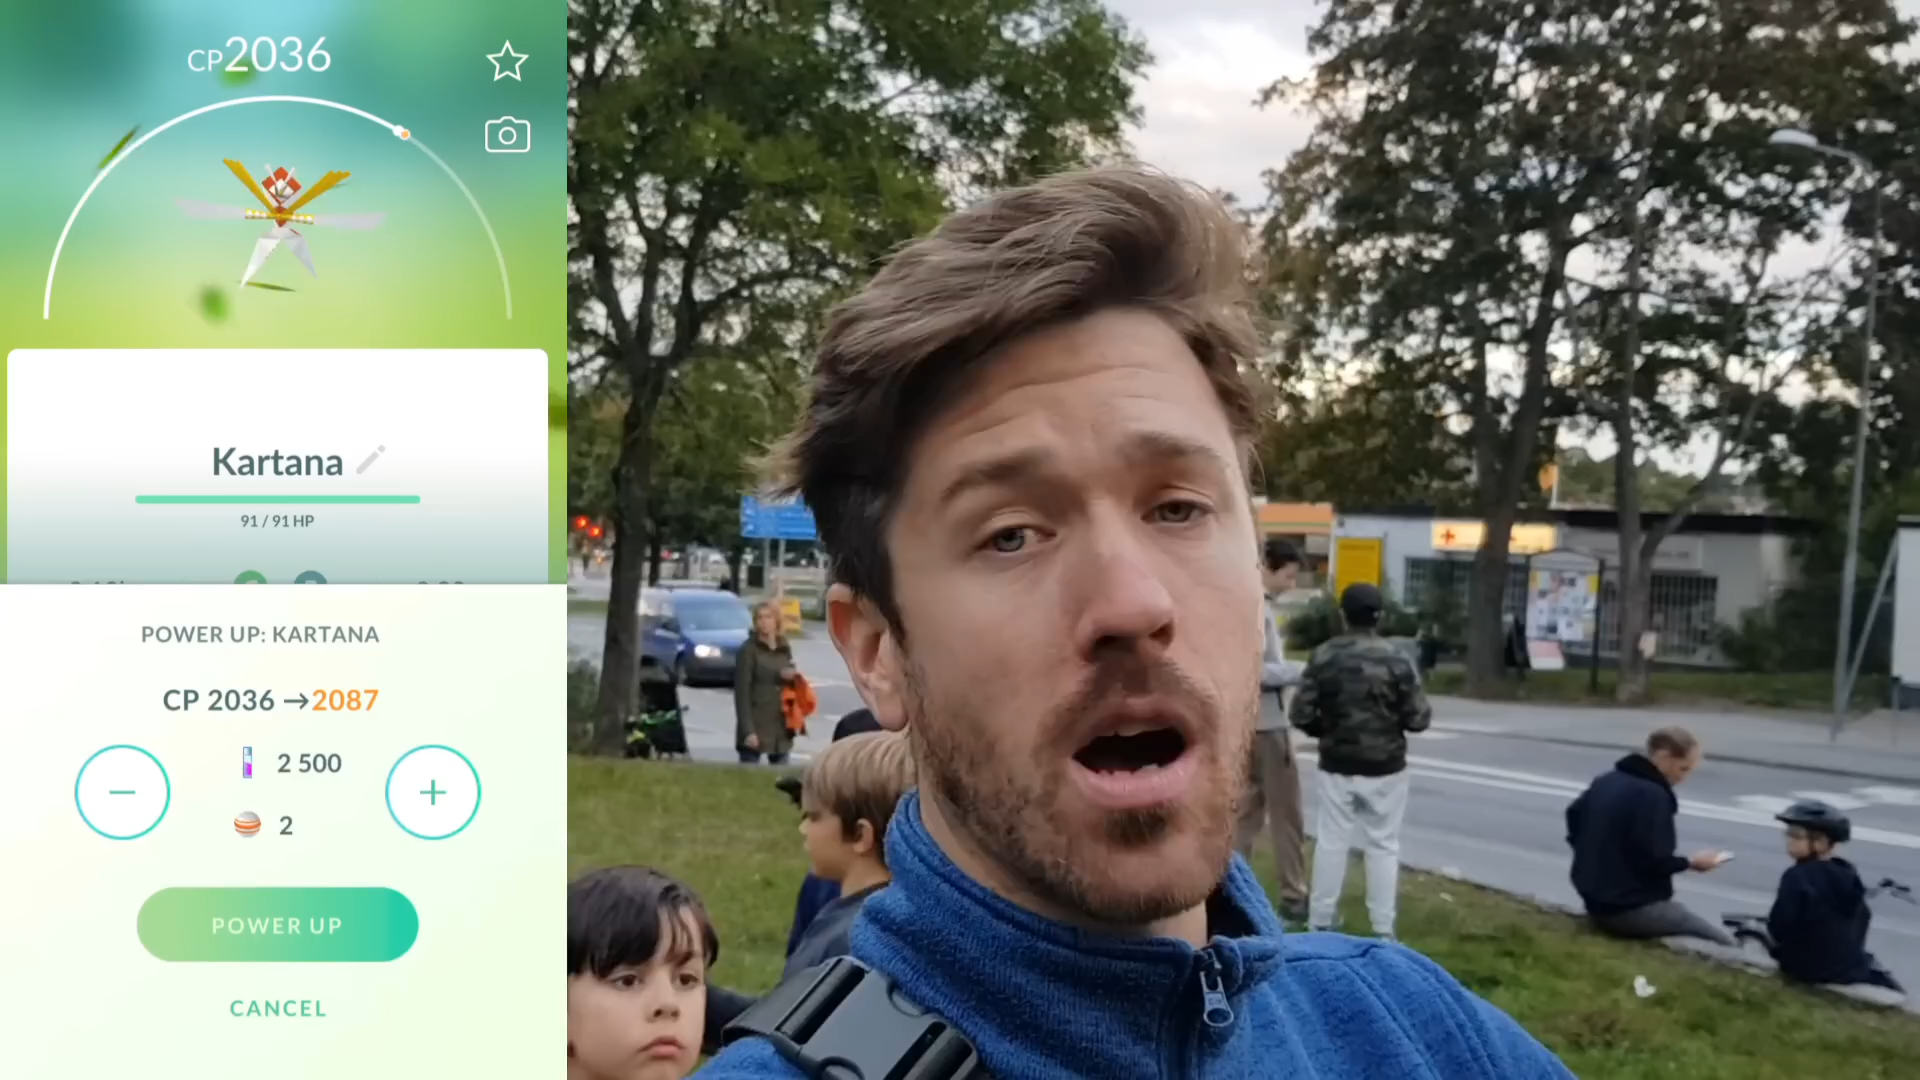 CP2036
Kartana
91 / 91 HP
POWER UP: KARTANA
CP 2036 →2087
2 500
2
POWER UP
CANCEL